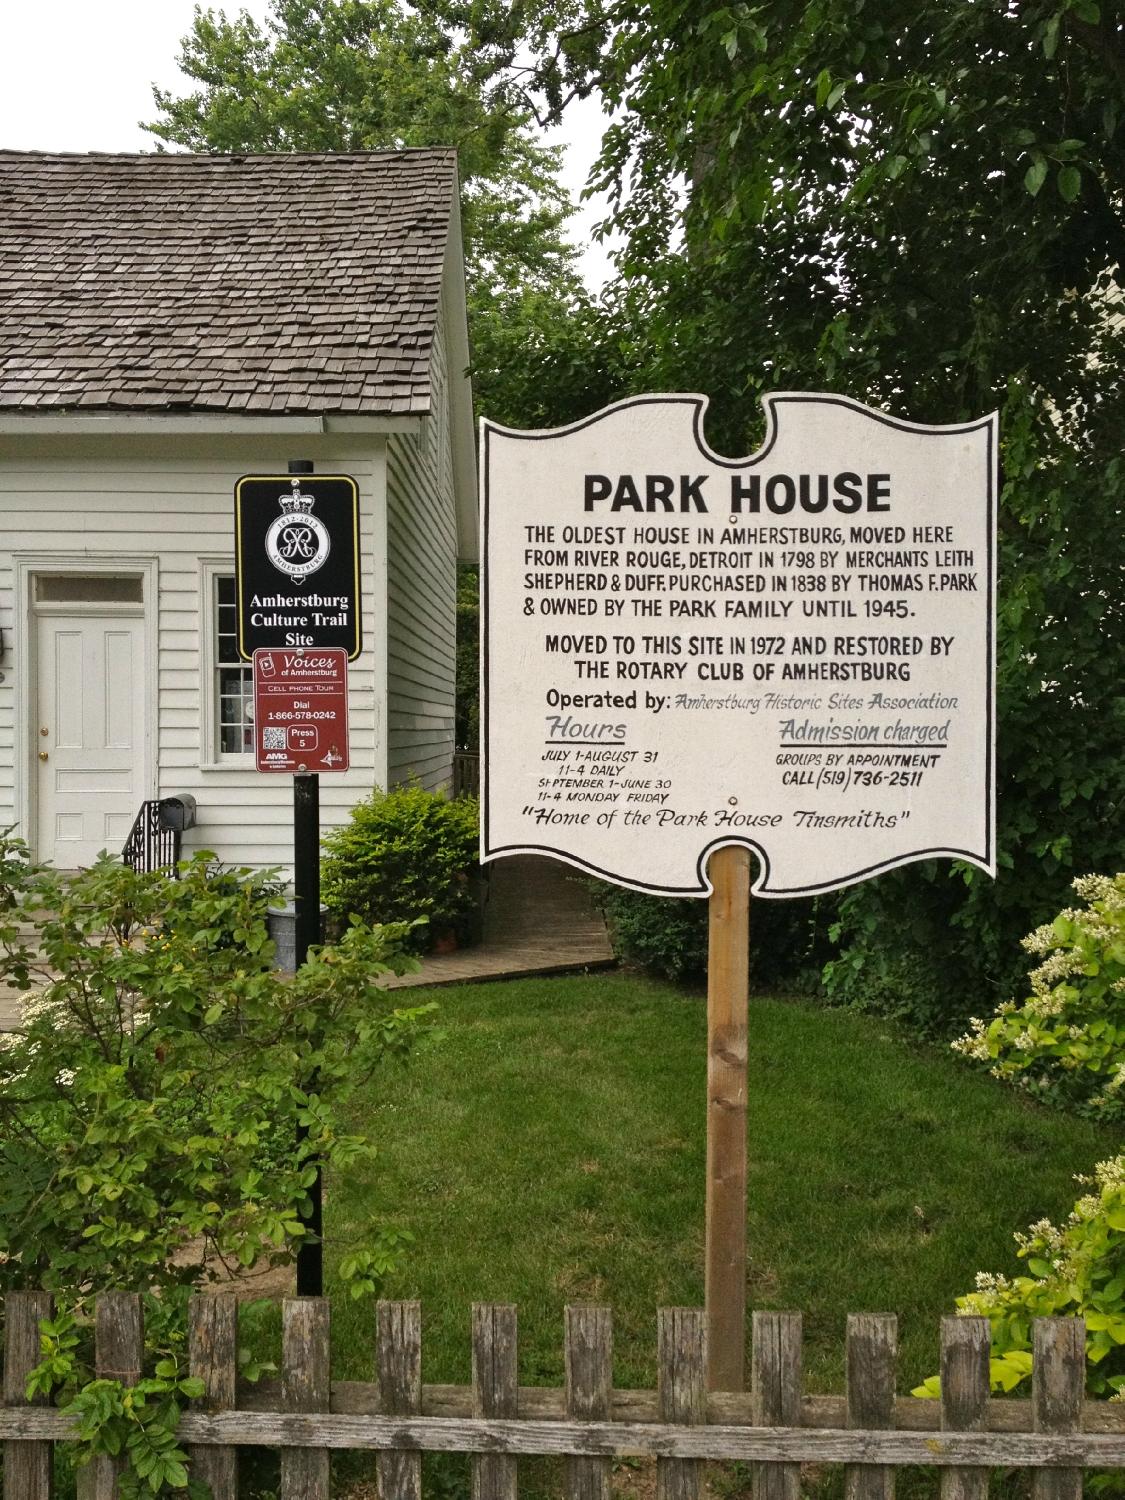 PARK HOUSE
THE OLDEST HOUSE IN AMHERSTBURG, MOVED HERE
FROM RIVER ROUGE, DETROIT IN 1798 BY MERCHANTS LEITH
SHEPHERD & DUFF. PURCHASED IN 1838 BY THOMAS F. PARK
& OWNED BY THE PARK FAMILY UNTIL 1945.
MOVED TO THIS SITE IN 1972 AND RESTORED BY
THE ROTARY CLUB OF AMHERSTBURG
Operated by: Amherstburg Historic Sites Association
Hours
JULY 1-AUGUST 31
11-4 DAILY
SEPTEMBER 1-JUNE 30
11-4 MONDAY FRIDAY
Admission charged
GROUPS BY APPOINTMENT
CALL (519) 736-2511
"Home of the Park House Tinsmiths"
1812-2012
AMHERSTBURG
Amherstburg
Culture Trail
Site
Voices
of Amherstburg
CELL PHONE TOUR
Dial
1-866-578-0242
Press
5
AMG